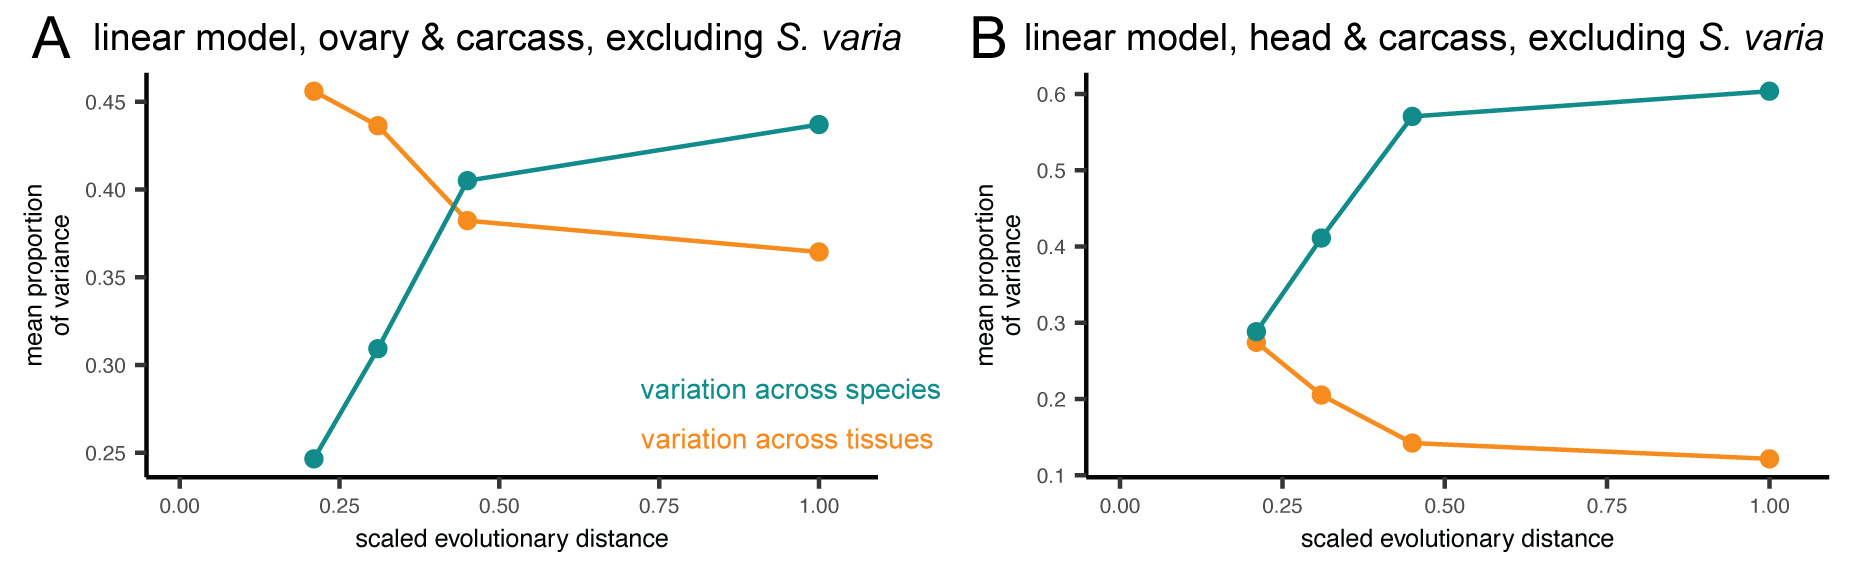 A linear model, ovary & carcass, excluding S. varia
mean proportion
of variance
0.45
0.40
0.35
0.30
0.25
variation across species
variation across tissues
0.00 0.25 0.50 0.75 1.00
scaled evolutionary distance
B linear model, head & carcass, excluding S. varia
mean proportion
of variance
0.6
0.5
0.4
0.3
0.2
0.1
0.00 0.25 0.50 0.75 1.00
scaled evolutionary distance